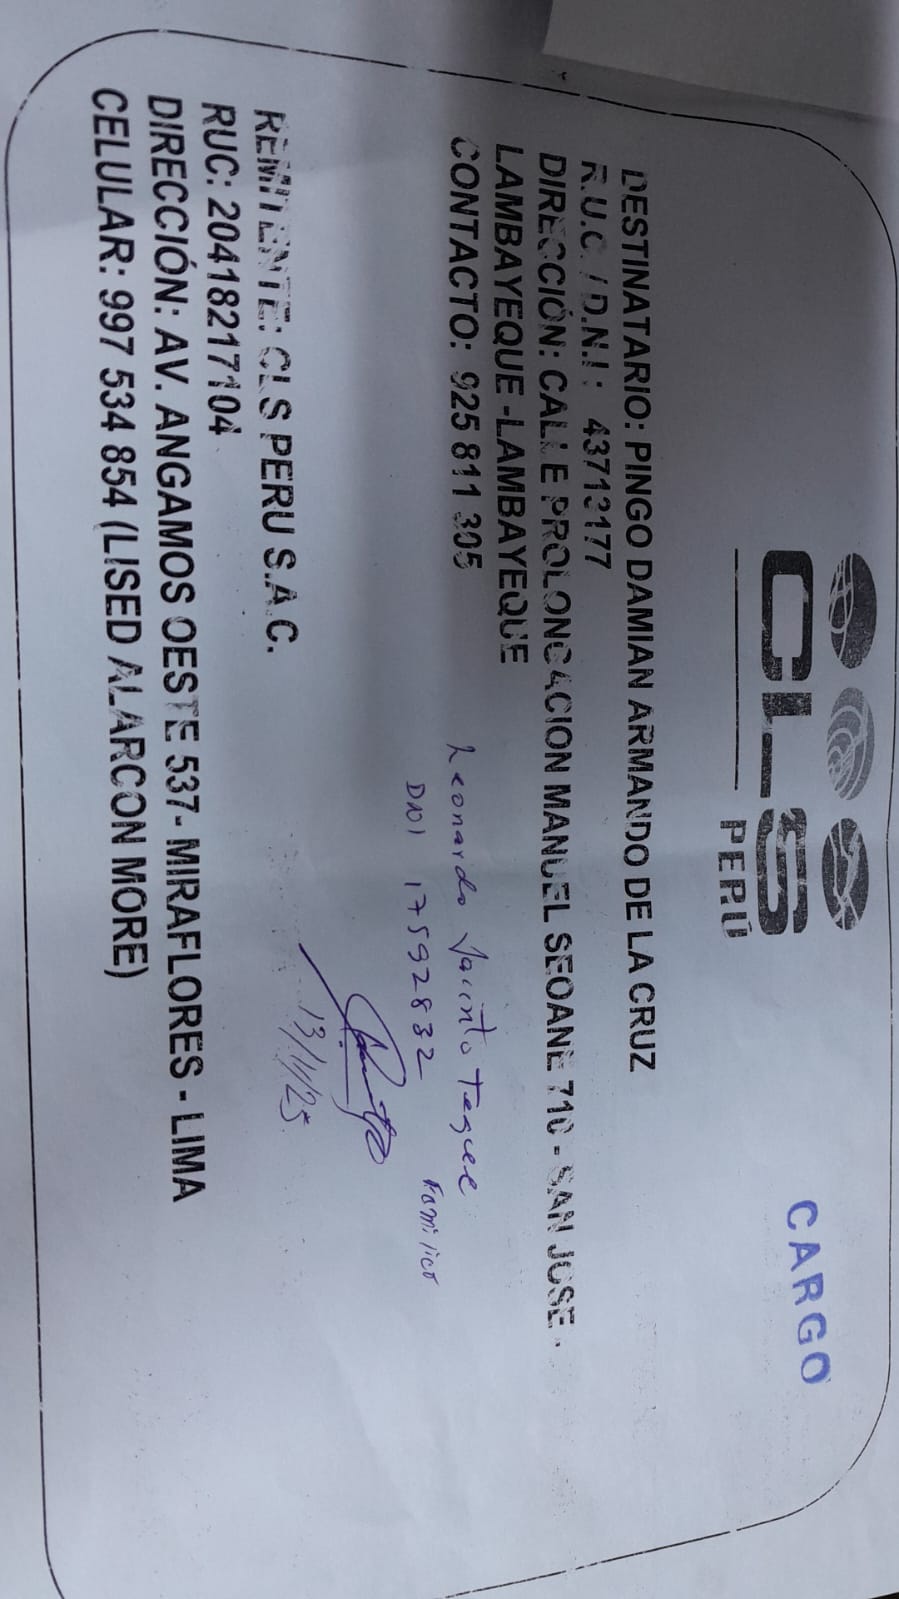 CLS
PERÚ
CARGO
DESTINATARIO: PINGO DAMIAN ARMANDO DE LA CRUZ
R.U.C. / D.N.I : 43713177
DIRECCIÓN: CALLE PROLONGACION MANUEL SEOANE 710 - SAN JOSE -
LAMBAYEQUE -LAMBAYEQUE
CONTACTO: 925 811 305
Leonardo Jacinto Teque
DNI 17592832 Familiar
13/11/25
REMITENTE: CLS PERU S.A.C.
RUC: 20418217104
DIRECCIÓN: AV. ANGAMOS OESTE 537- MIRAFLORES - LIMA
CELULAR: 997 534 854 (LISED ALARCON MORE)